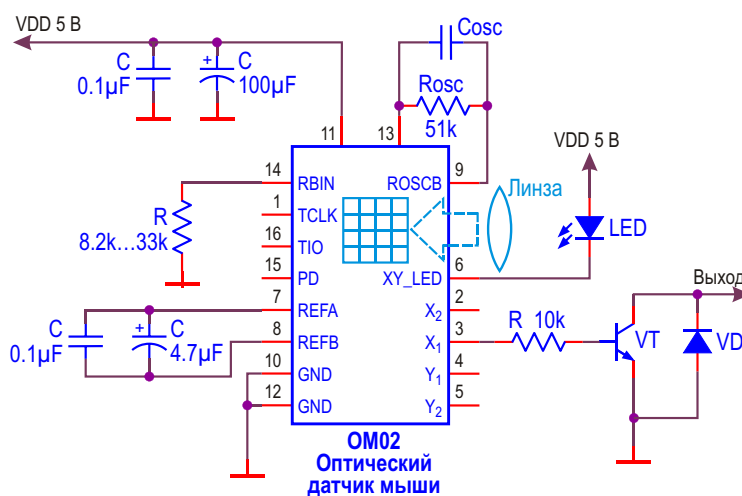 VDD 5 В
C
0.1µF
+
C
100µF
Cosc
Rosc
51k
11
13
VDD 5 В
14
RBIN
ROSCB
9
Линза
R
8.2k...33k
1
TCLK
LED
16
TIO
15
PD
XY_LED
6
Выход
7
REFA
X2
2
C
0.1µF
+
C
4.7µF
8
REFB
X1
3
R 10k
VT
VD
10
GND
Y1
4
12
GND
Y2
5
OM02
Оптический
датчик мыши